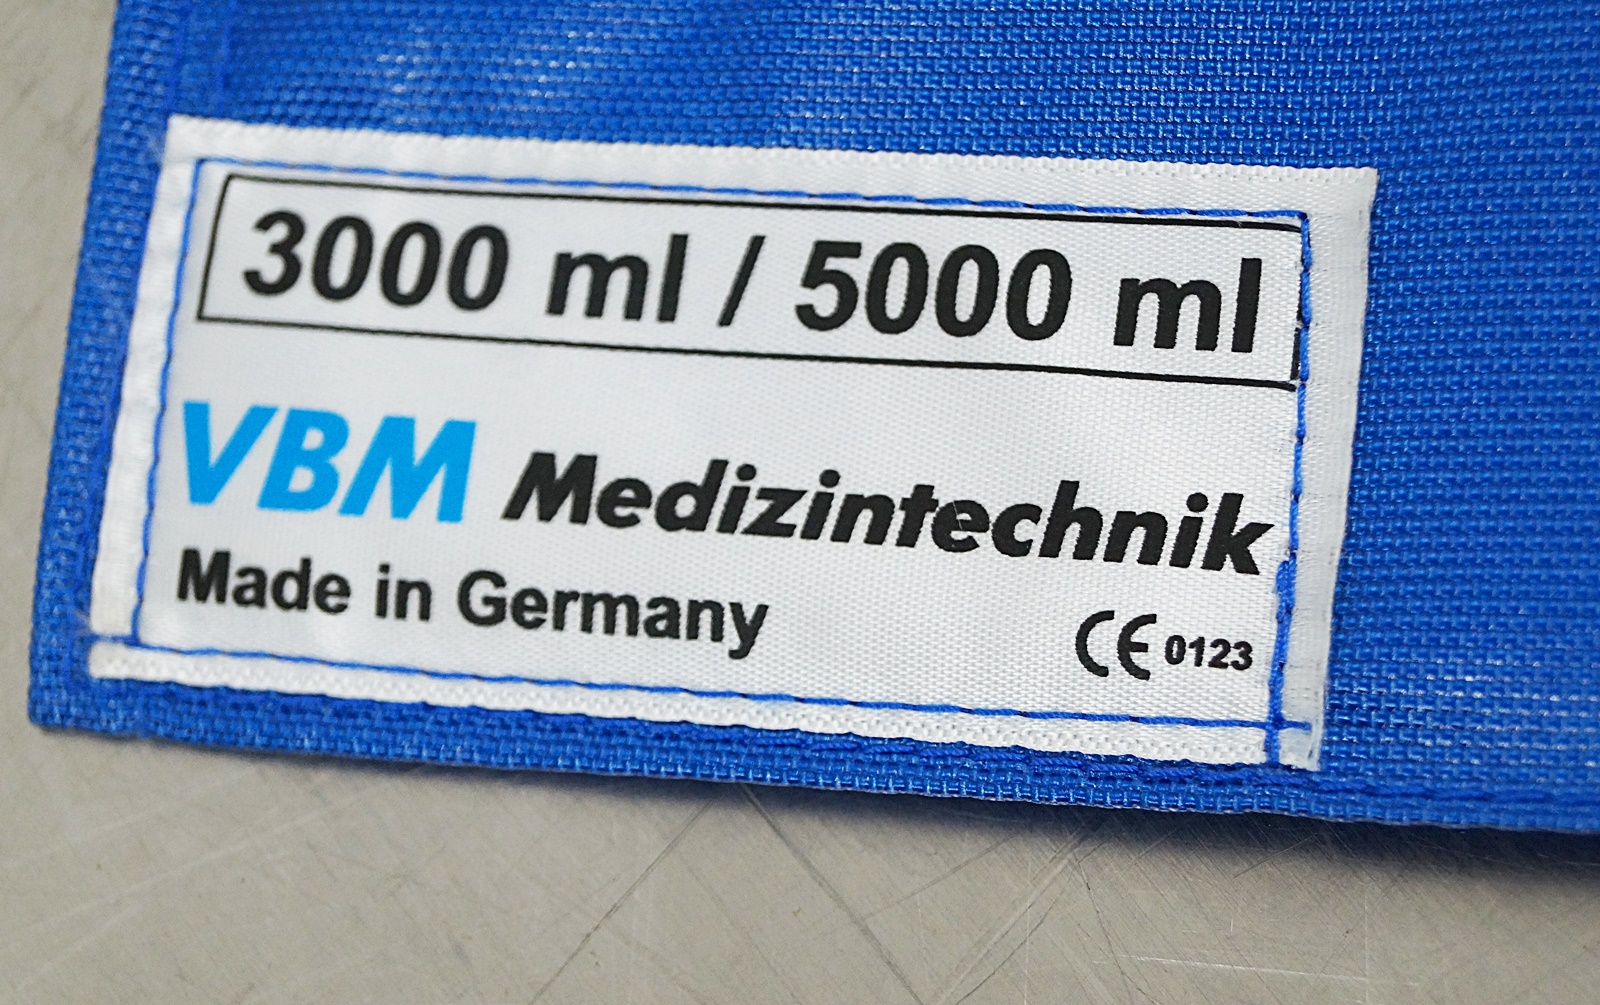 3000 ml / 5000 ml
VBM Medizintechnik
Made in Germany
CE 0123